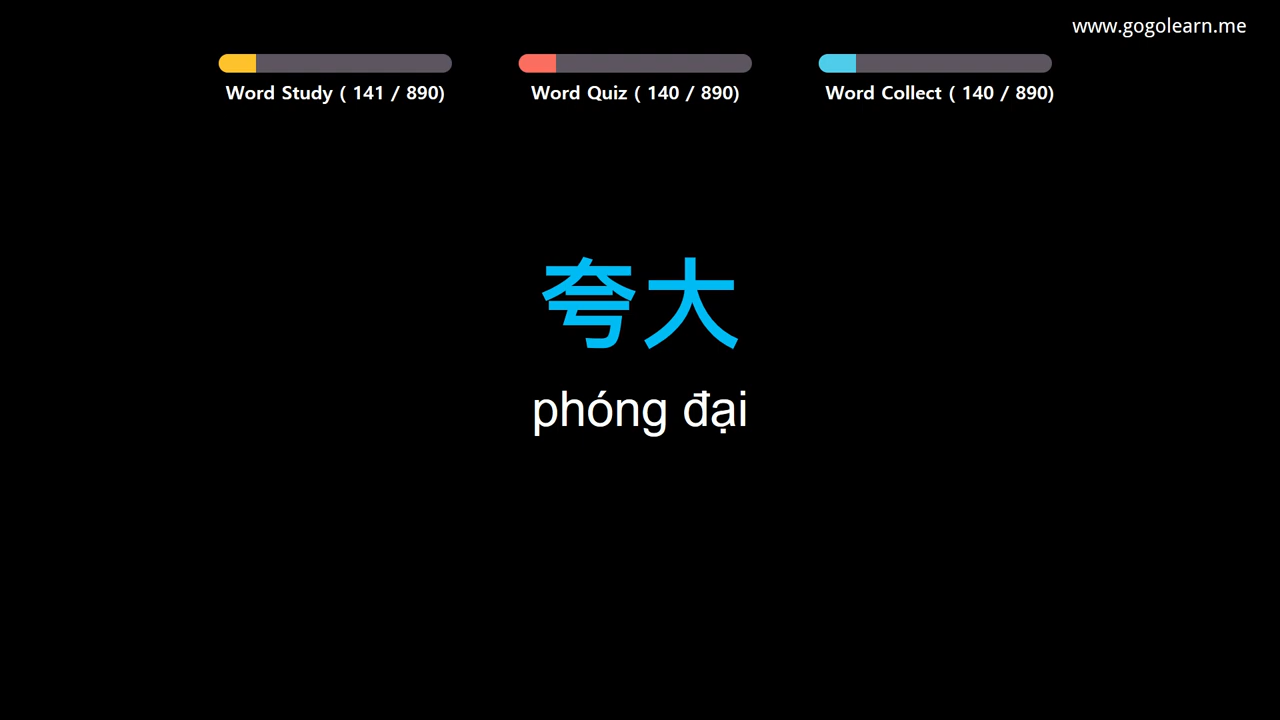 www.gogolearn.me
Word Study ( 141 / 890)
Word Quiz ( 140 / 890)
Word Collect ( 140 / 890)
夸大
phóng đại